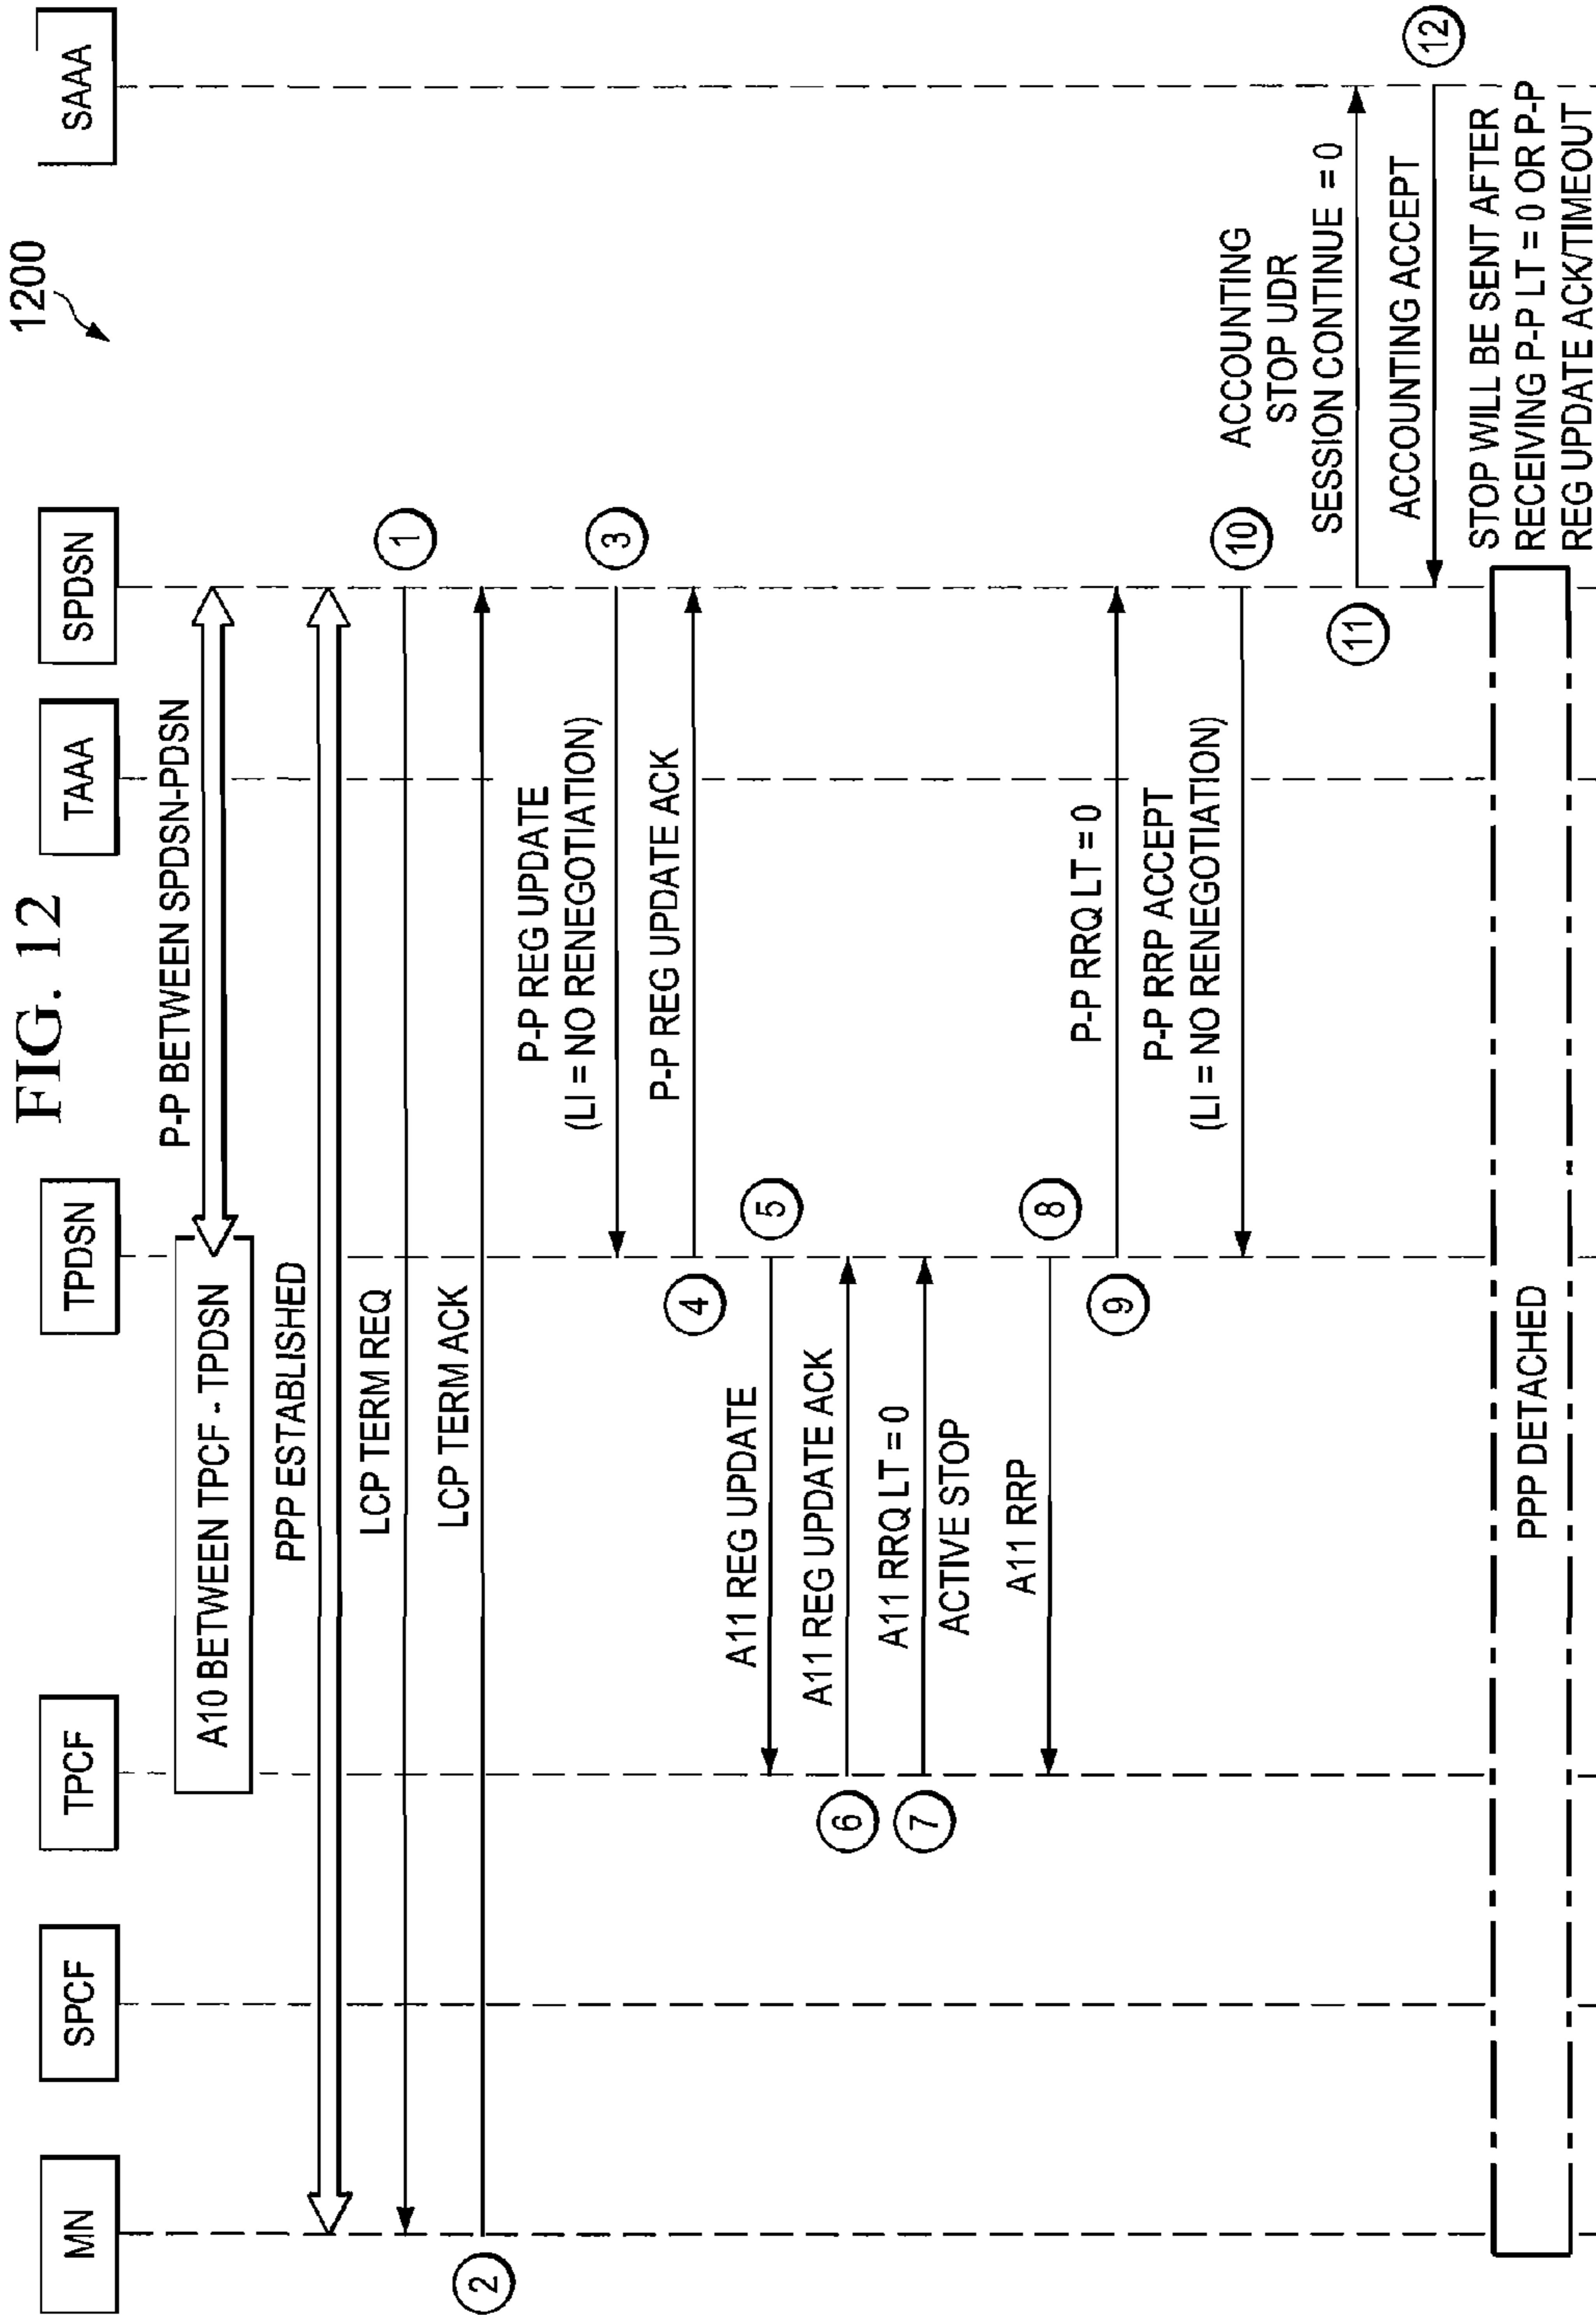 FIG. 12
1200
MN
SPCF
TPCF
TPDSN
TAAA
SPDSN
SAAA
P-P BETWEEN SPDSN-PDSN
A10 BETWEEN TPCF - TPDSN
PPP ESTABLISHED
LCP TERM REQ
1
LCP TERM ACK
2
P-P REG UPDATE
(LI = NO RENEGOTIATION)
3
P-P REG UPDATE ACK
4
A11 REG UPDATE
5
A11 REG UPDATE ACK
6
A11 RRQ LT = 0
7
ACTIVE STOP
A11 RRP
8
P-P RRQ LT = 0
9
P-P RRP ACCEPT
(LI = NO RENEGOTIATION)
10
ACCOUNTING
STOP UDR
SESSION CONTINUE = 0
11
ACCOUNTING ACCEPT
12
STOP WILL BE SENT AFTER
RECEIVING P-P LT = 0 OR P-P
REG UPDATE ACK/TIMEOUT
PPP DETACHED